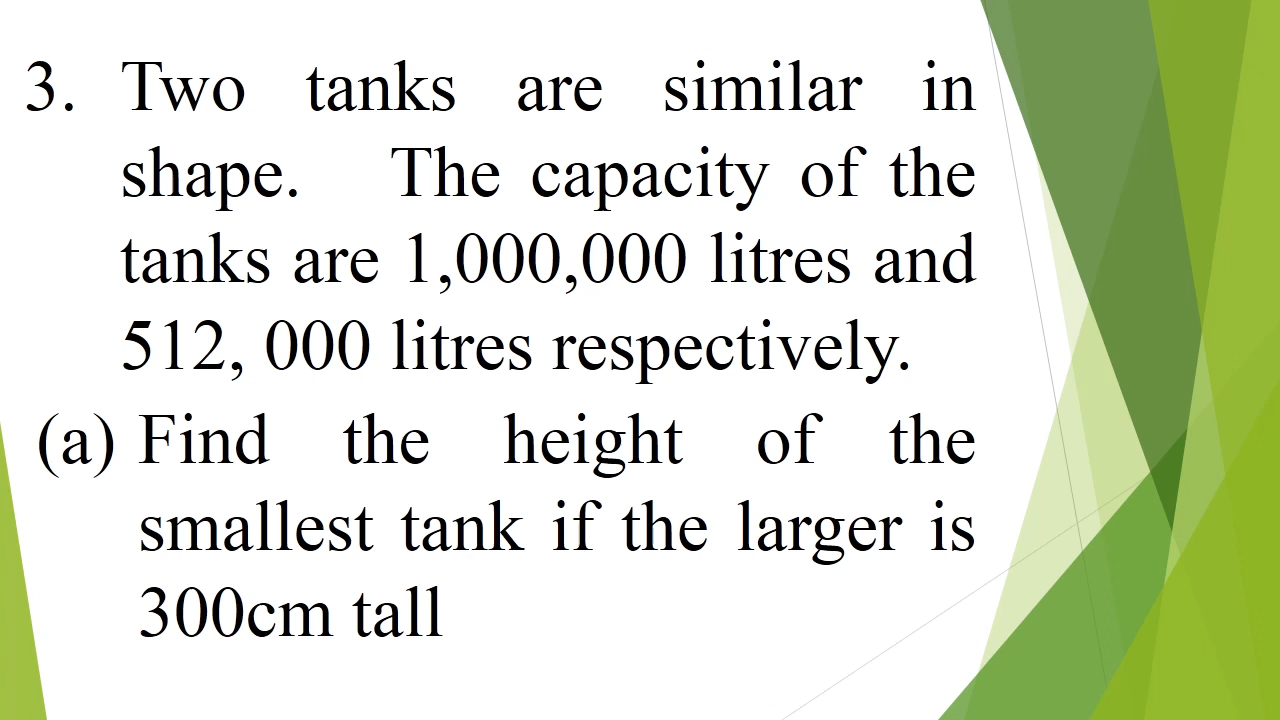 3. Two tanks are similar in
shape. The capacity of the
tanks are 1,000,000 litres and
512, 000 litres respectively.
(a) Find the height of the
smallest tank if the larger is
300cm tall